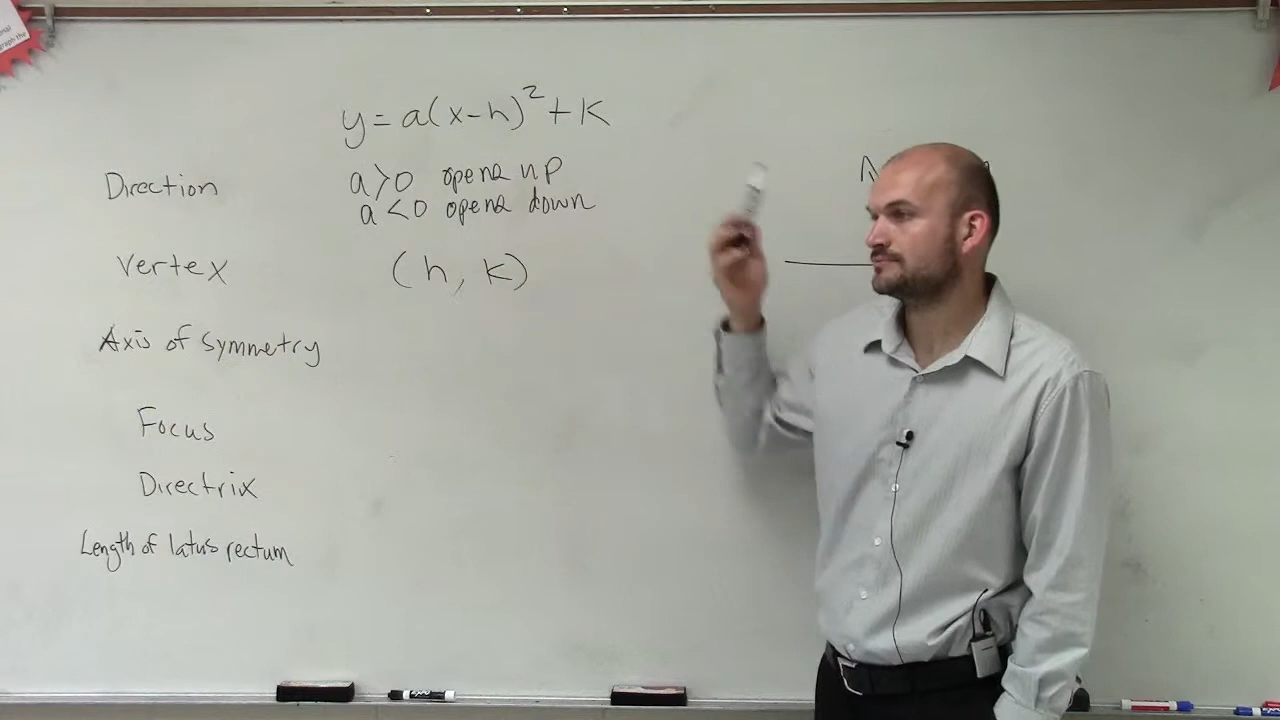 y = a(x-h)² + k
Direction
a>0 opens up
a<0 opens down
Vertex
(h, k)
Axis of symmetry
Focus
Directrix
Length of latus rectum